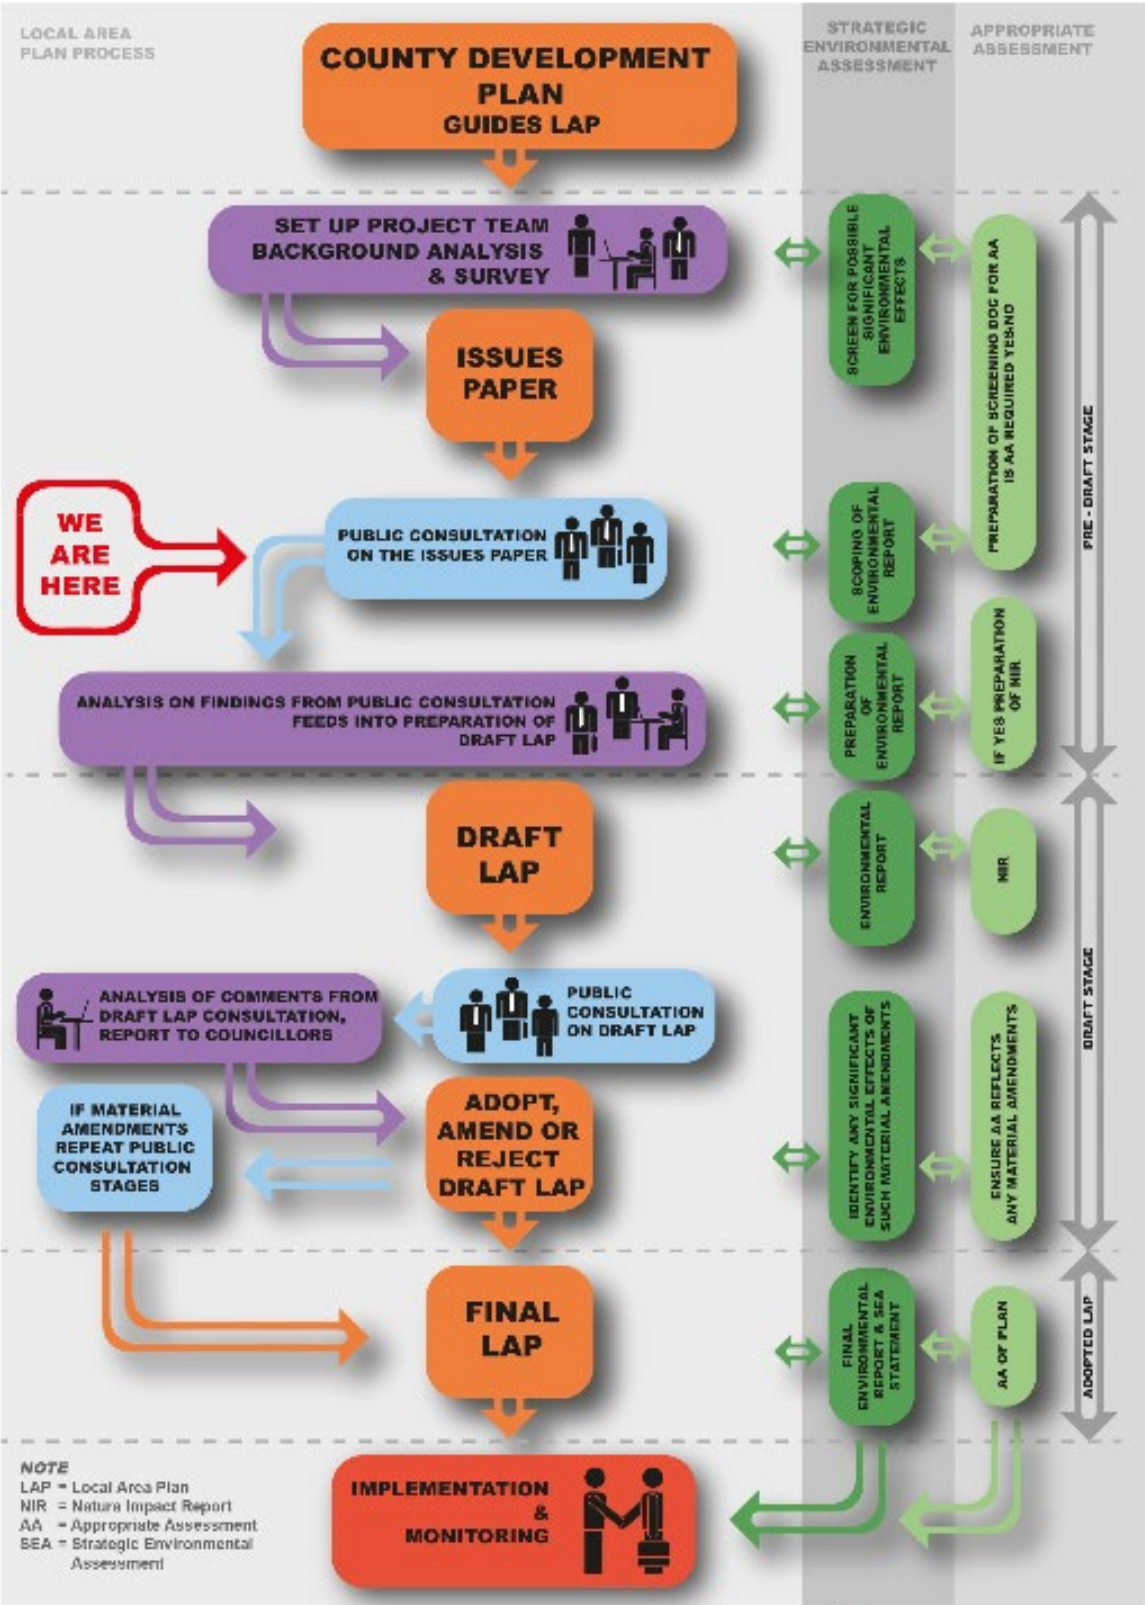 LOCAL AREA
PLAN PROCESS
STRATEGIC
ENVIRONMENTAL
ASSESSMENT
APPROPRIATE
ASSESSMENT
COUNTY DEVELOPMENT
PLAN
GUIDES LAP
SET UP PROJECT TEAM
BACKGROUND ANALYSIS
& SURVEY
ISSUES
PAPER
WE
ARE
HERE
PUBLIC CONSULTATION
ON THE ISSUES PAPER
ANALYSIS ON FINDINGS FROM PUBLIC CONSULTATION
FEEDS INTO PREPARATION OF
DRAFT LAP
DRAFT
LAP
PUBLIC
CONSULTATION
ON DRAFT LAP
ANALYSIS OF COMMENTS FROM
DRAFT LAP CONSULTATION,
REPORT TO COUNCILLORS
ADOPT,
AMEND OR
REJECT
DRAFT LAP
IF MATERIAL
AMENDMENTS
REPEAT PUBLIC
CONSULTATION
STAGES
FINAL
LAP
IMPLEMENTATION
&
MONITORING
SCREEN FOR POSSIBLE
SIGNIFICANT
ENVIRONMENTAL
EFFECTS
SCOPING OF
ENVIRONMENTAL
REPORT
PREPARATION
OF
ENVIRONMENTAL
REPORT
ENVIRONMENTAL
REPORT
IDENTIFY ANY SIGNIFICANT
ENVIRONMENTAL EFFECTS OF
SUCH MATERIAL AMENDMENTS
FINAL
ENVIRONMENTAL
REPORT & SEA
STATEMENT
PREPARATION OF SCREENING DOC FOR AA
IS AA REQUIRED YES/NO
IF YES PREPARATION
OF NIR
NIR
ENSURE AA REFLECTS
ANY MATERIAL AMENDMENTS
AA OF PLAN
PRE - DRAFT STAGE
DRAFT STAGE
ADOPTED LAP
NOTE
LAP = Local Area Plan
NIR = Natura Impact Report
AA = Appropriate Assessment
SEA = Strategic Environmental
Assessment